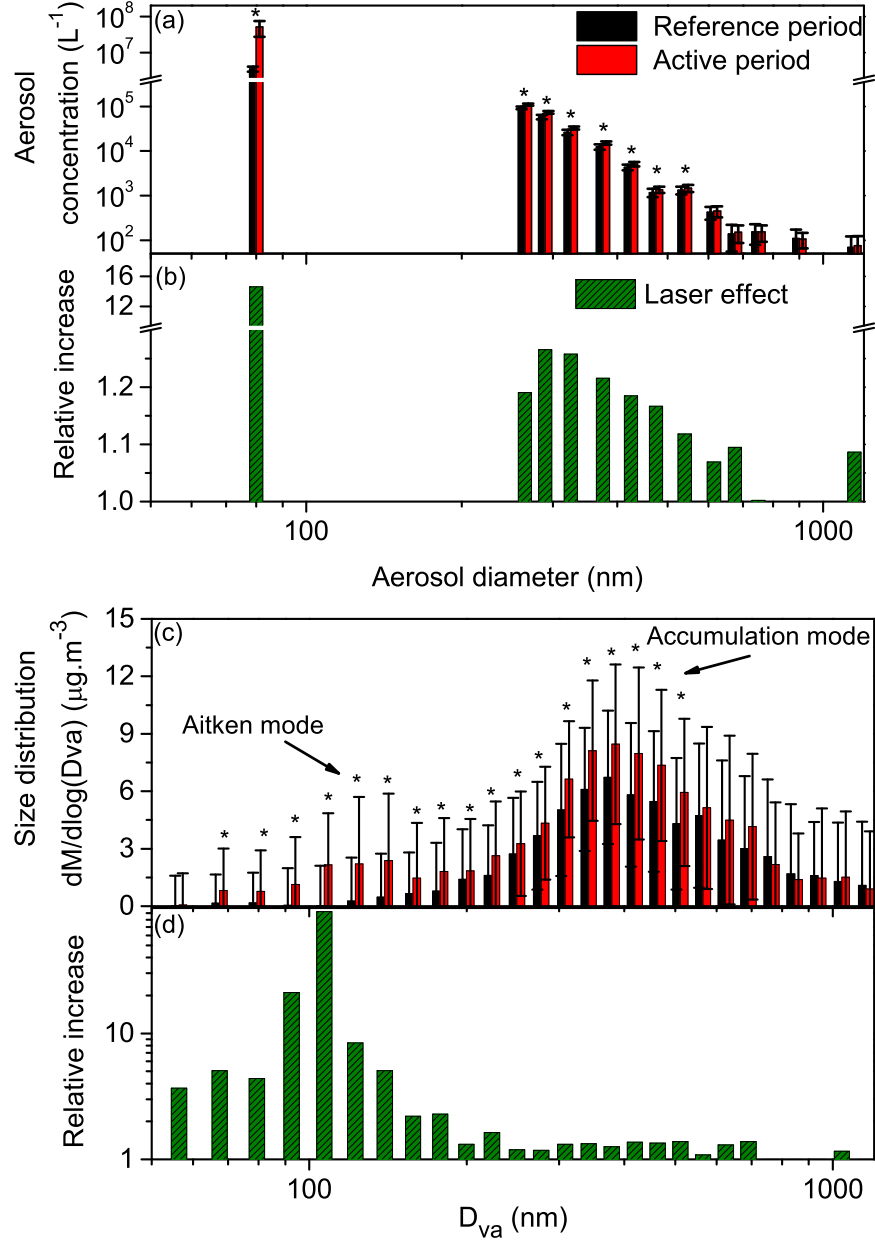 (a)
Reference period
Active period
Aerosol
concentration (L⁻¹)
10⁸
10⁷
10⁵
10⁴
10³
10²
*
* * * * * * *
(b)
Laser effect
Relative increase
16
12
1.2
1.1
1.0
100
1000
Aerosol diameter (nm)
(c)
Accumulation mode
Aitken mode
Size distribution
dM/dlog(Dva) (μg.m⁻³)
15
12
9
6
3
0
* * * * * * * * * * * * * * * * *
(d)
Relative increase
10
1
100
1000
Dva (nm)